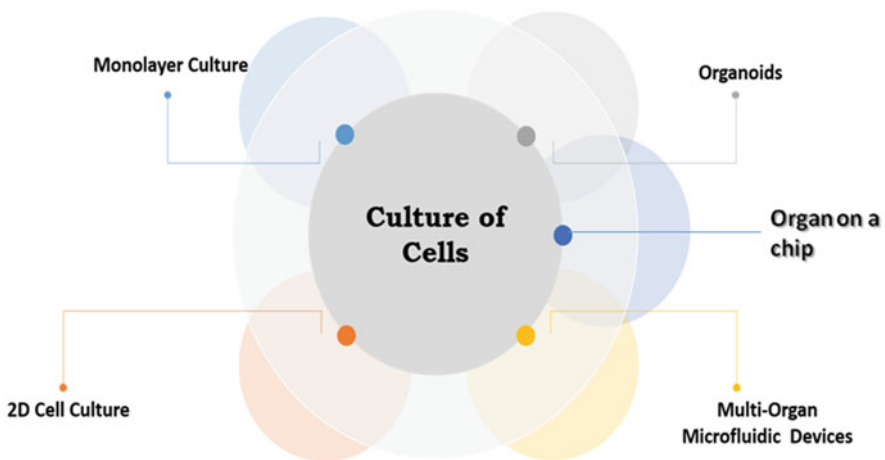 Monolayer Culture
Organoids
Culture of
Cells
Organ on a
chip
2D Cell Culture
Multi-Organ
Microfluidic Devices